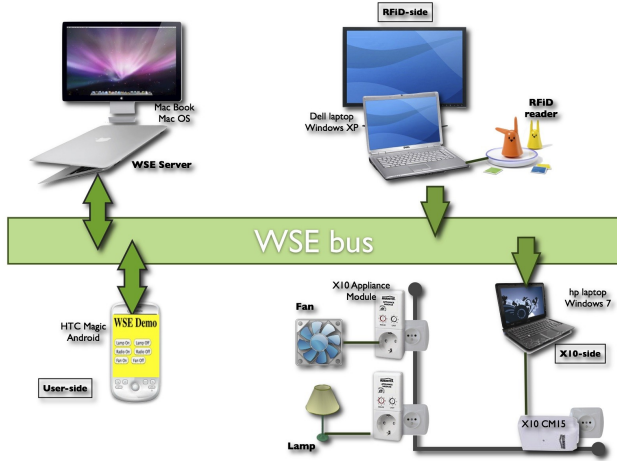 RFiD-side
Mac Book
Mac OS
WSE Server
Dell laptop
Windows XP
RFiD
reader
WSE bus
HTC Magic
Android
WSE Demo
Lamp On Lamp Off
Radio On Radio Off
Fan On Fan Off
User-side
X10 Appliance
Module
Fan
Lamp
hp laptop
Windows 7
X10-side
X10 CM15